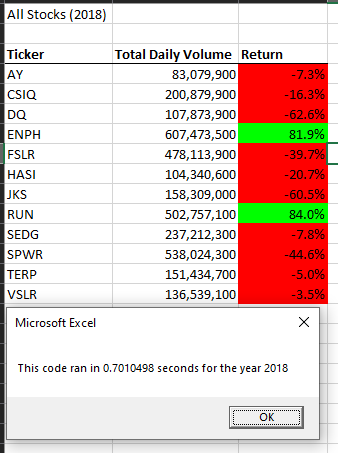 All Stocks (2018)
Ticker Total Daily Volume Return
AY 83,079,900 -7.3%
CSIQ 200,879,900 -16.3%
DQ 107,873,900 -62.6%
ENPH 607,473,500 81.9%
FSLR 478,113,900 -39.7%
HASI 104,340,600 -20.7%
JKS 158,309,000 -60.5%
RUN 502,757,100 84.0%
SEDG 237,212,300 -7.8%
SPWR 538,024,300 -44.6%
TERP 151,434,700 -5.0%
VSLR 136,539,100 -3.5%
Microsoft Excel
This code ran in 0.7010498 seconds for the year 2018
OK